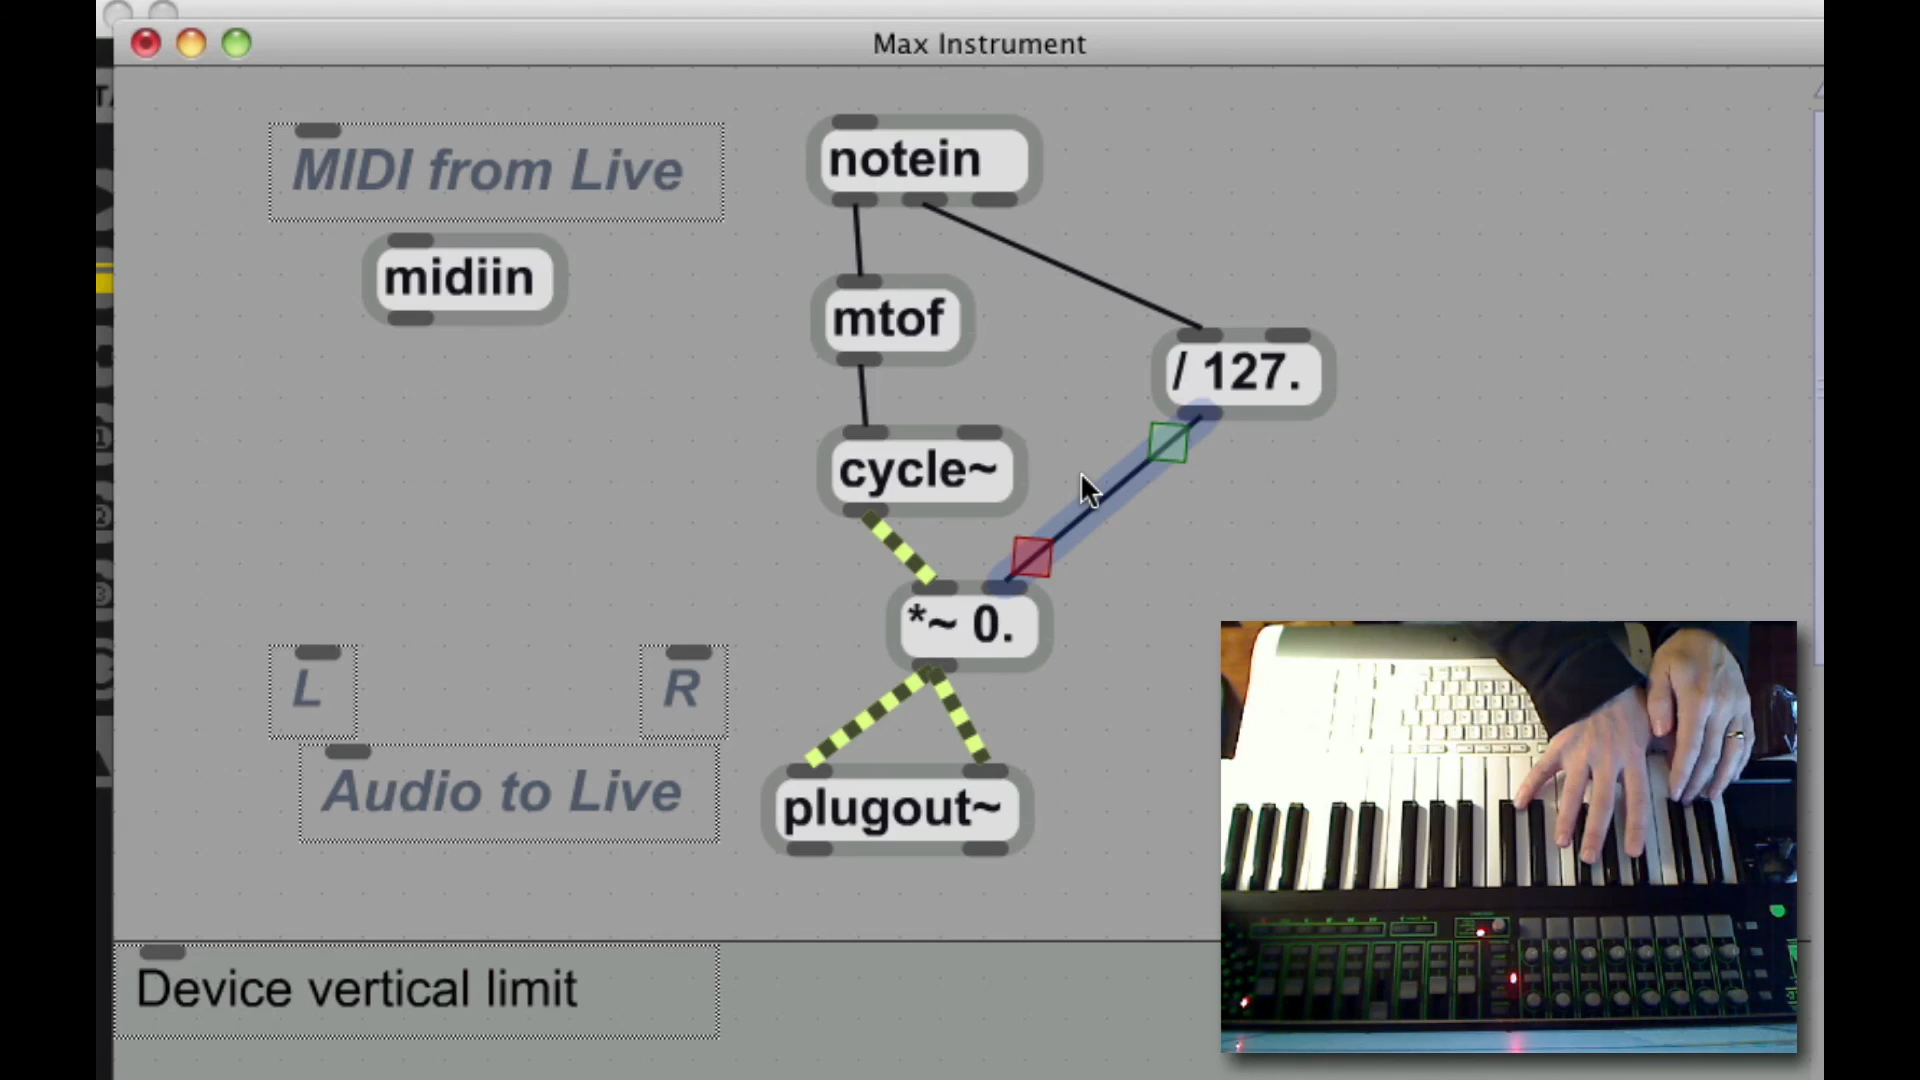 Max Instrument
MIDI from Live
notein
midiin
mtof
/ 127.
cycle~
*~ 0.
L
R
Audio to Live
plugout~
Device vertical limit